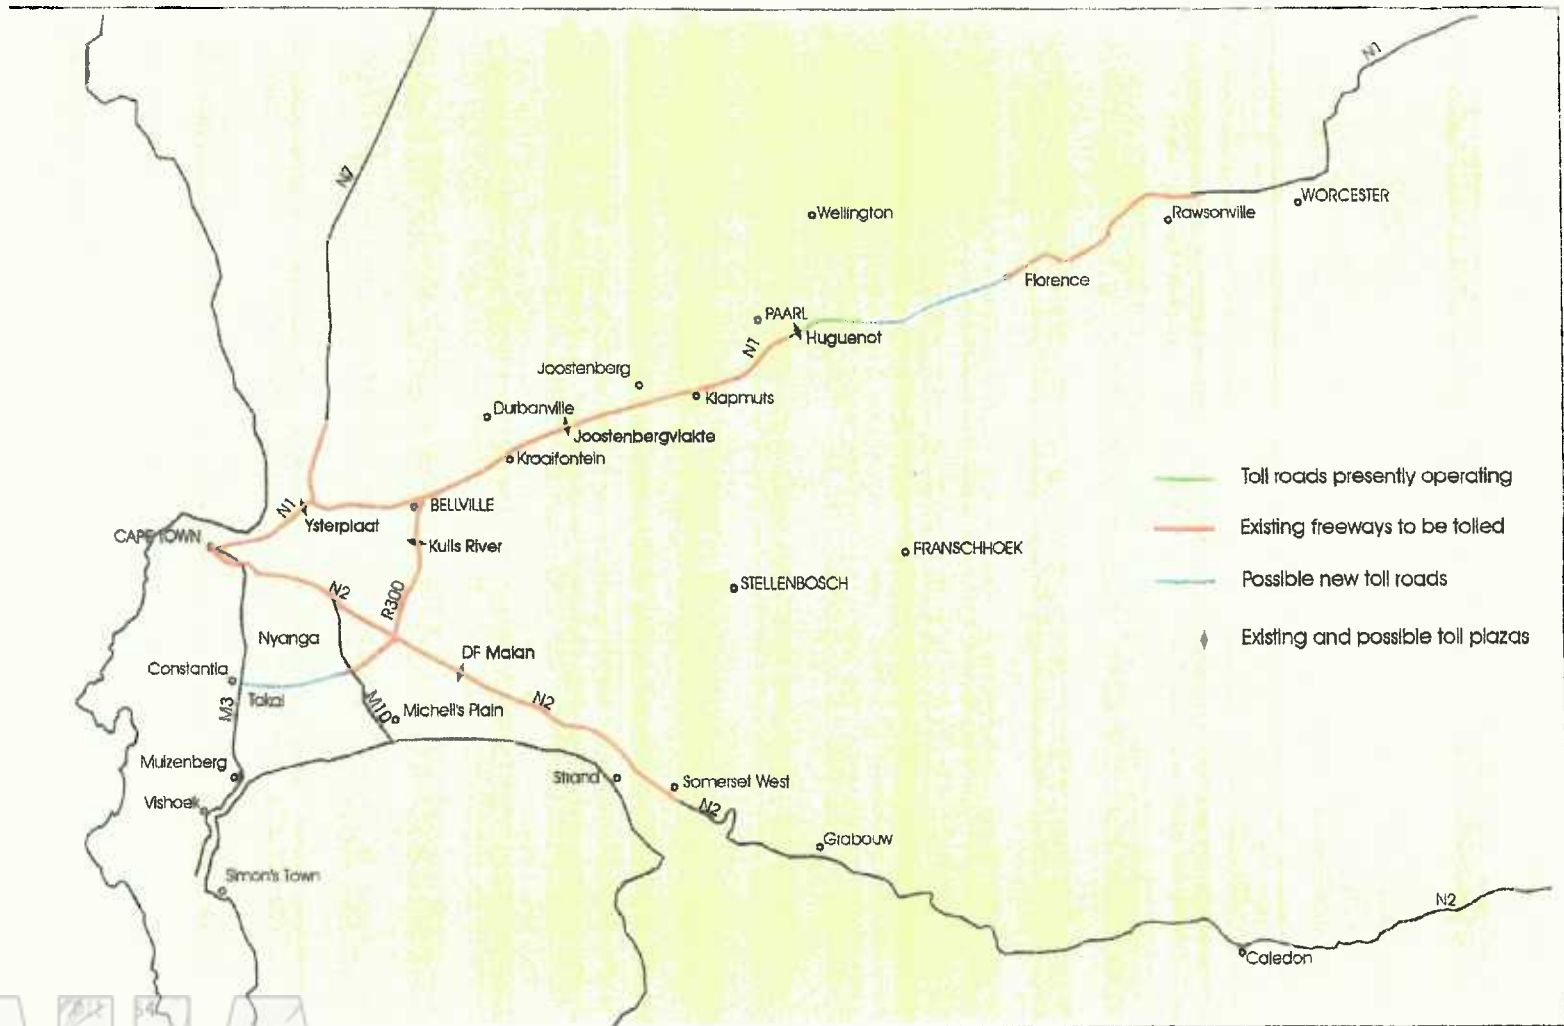 N1
N7
WORCESTER
Wellington
Rawsonville
Florence
PAARL
Huguenot
N1
Joostenberg
Klapmuts
Durbanville
Joostenbergvlakte
Kraaifontein
Toll roads presently operating
N1
BELLVILLE
Ysterplaat
Existing freeways to be tolled
CAPE TOWN
Kuils River
FRANSCHHOEK
Possible new toll roads
STELLENBOSCH
N2
R300
Nyanga
Existing and possible toll plazas
DF Malan
Constantia
Tokai
N2
M3
M10
Michell's Plain
Muizenberg
Strand
Somerset West
Vishoek
N2
Grabouw
Simon's Town
N2
Caledon